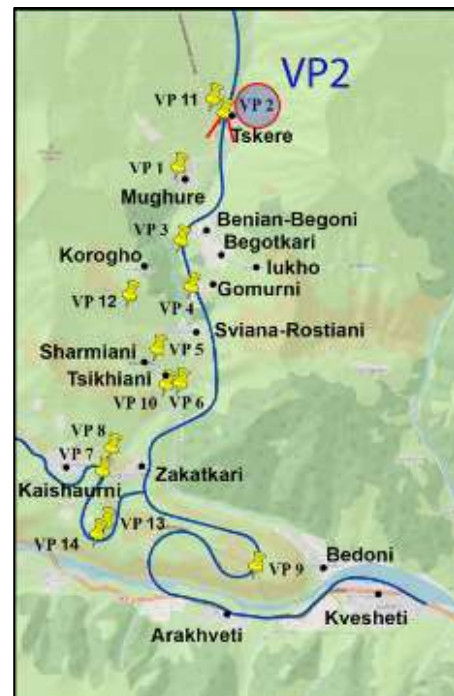 VP2
VP 11
VP 2
Tskere
VP 1
Mughure
VP 3
Benian-Begoni
Begotkari
Korogho
Iukho
VP 12
Gomurni
VP 4
Sviana-Rostiani
VP 5
Sharmiani
Tsikhiani
VP 10
VP 6
VP 8
VP 7
Zakatkari
Kaishaurni
VP 13
VP 14
Bedoni
VP 9
Kvesheti
Arakhveti